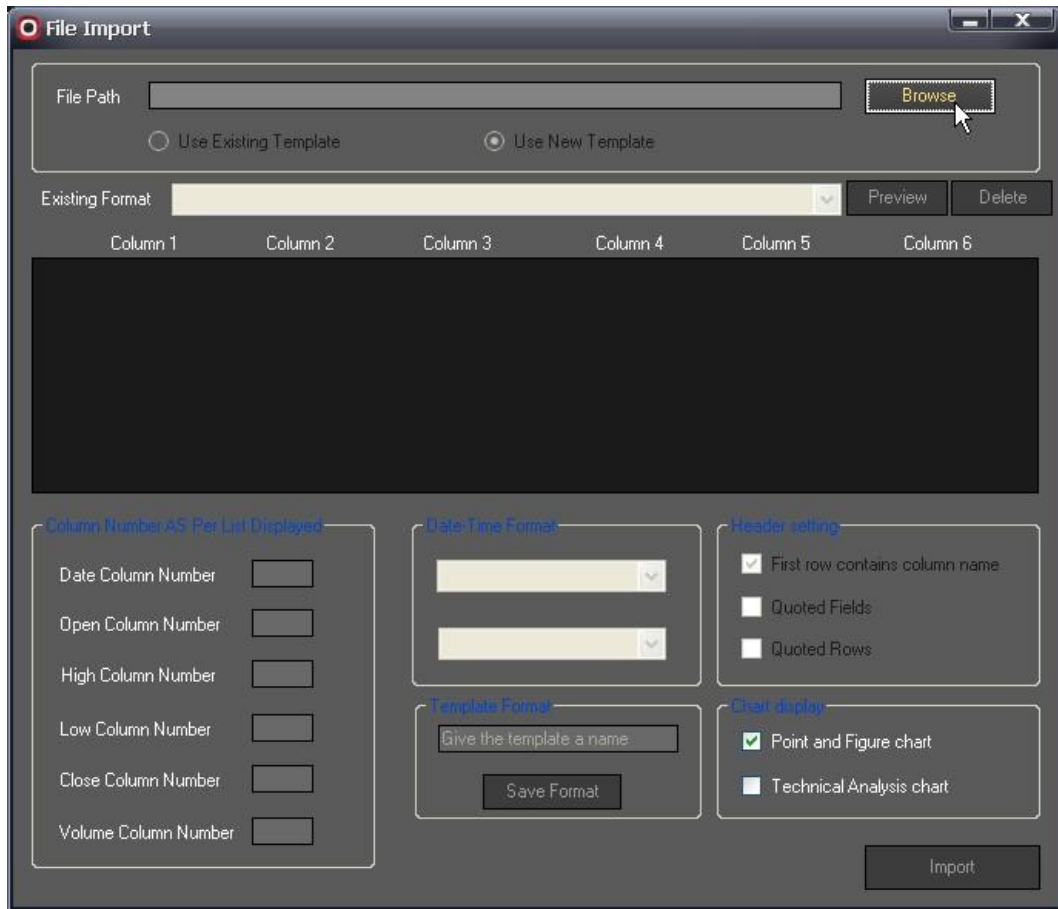 File Import
File Path
Browse
Use Existing Template
Use New Template
Existing Format
Preview
Delete
Column 1 Column 2 Column 3 Column 4 Column 5 Column 6
Column Number AS Per List Displayed
Date Column Number
Open Column Number
High Column Number
Low Column Number
Close Column Number
Volume Column Number
Date-Time Format
Template Format
Give the template a name
Save Format
Header setting
First row contains column name
Quoted Fields
Quoted Rows
Chart display
Point and Figure chart
Technical Analysis chart
Import